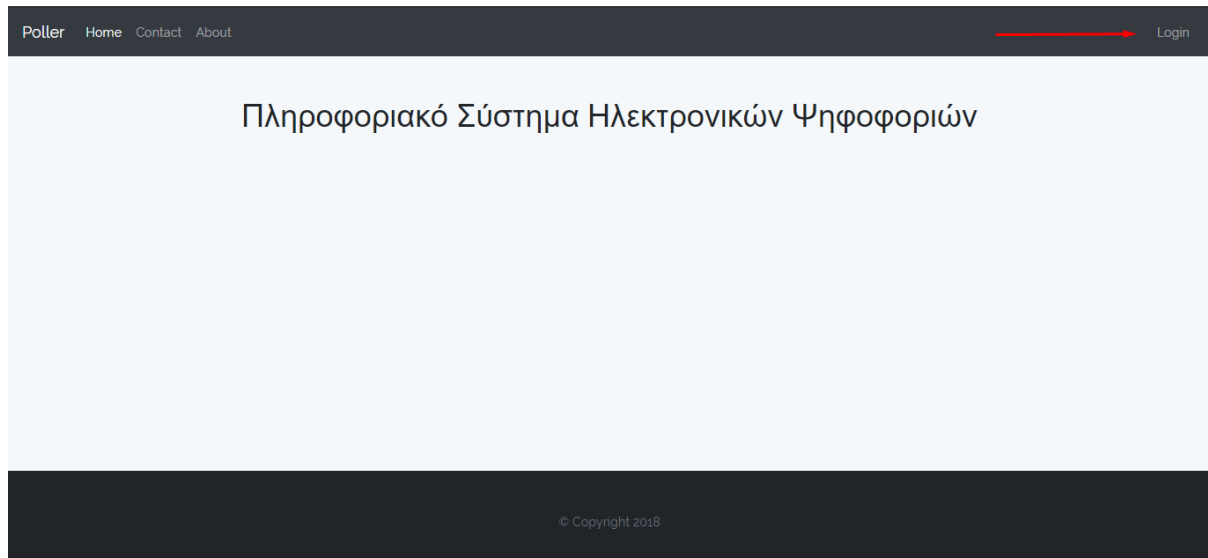 Poller Home Contact About Login
Πληροφοριακό Σύστημα Ηλεκτρονικών Ψηφοφοριών
© Copyright 2018